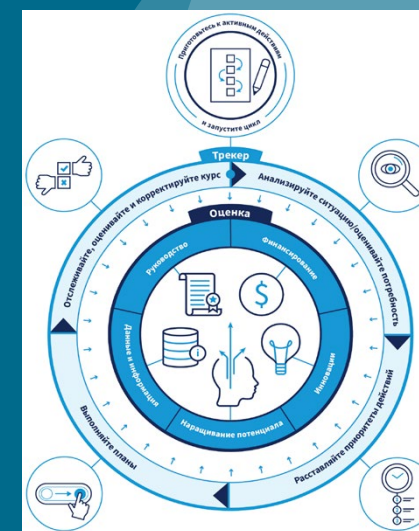 Приготовьтесь к активным действиям
и запустите цикл
Трекер
Анализируйте ситуацию/оценивайте потребность
Расставляйте приоритеты действий
Выполняйте планы
Отслеживайте, оценивайте и корректируйте курс
Оценка
Руководство
Финансирование
Инновации
Наращивание потенциала
Данные и информация